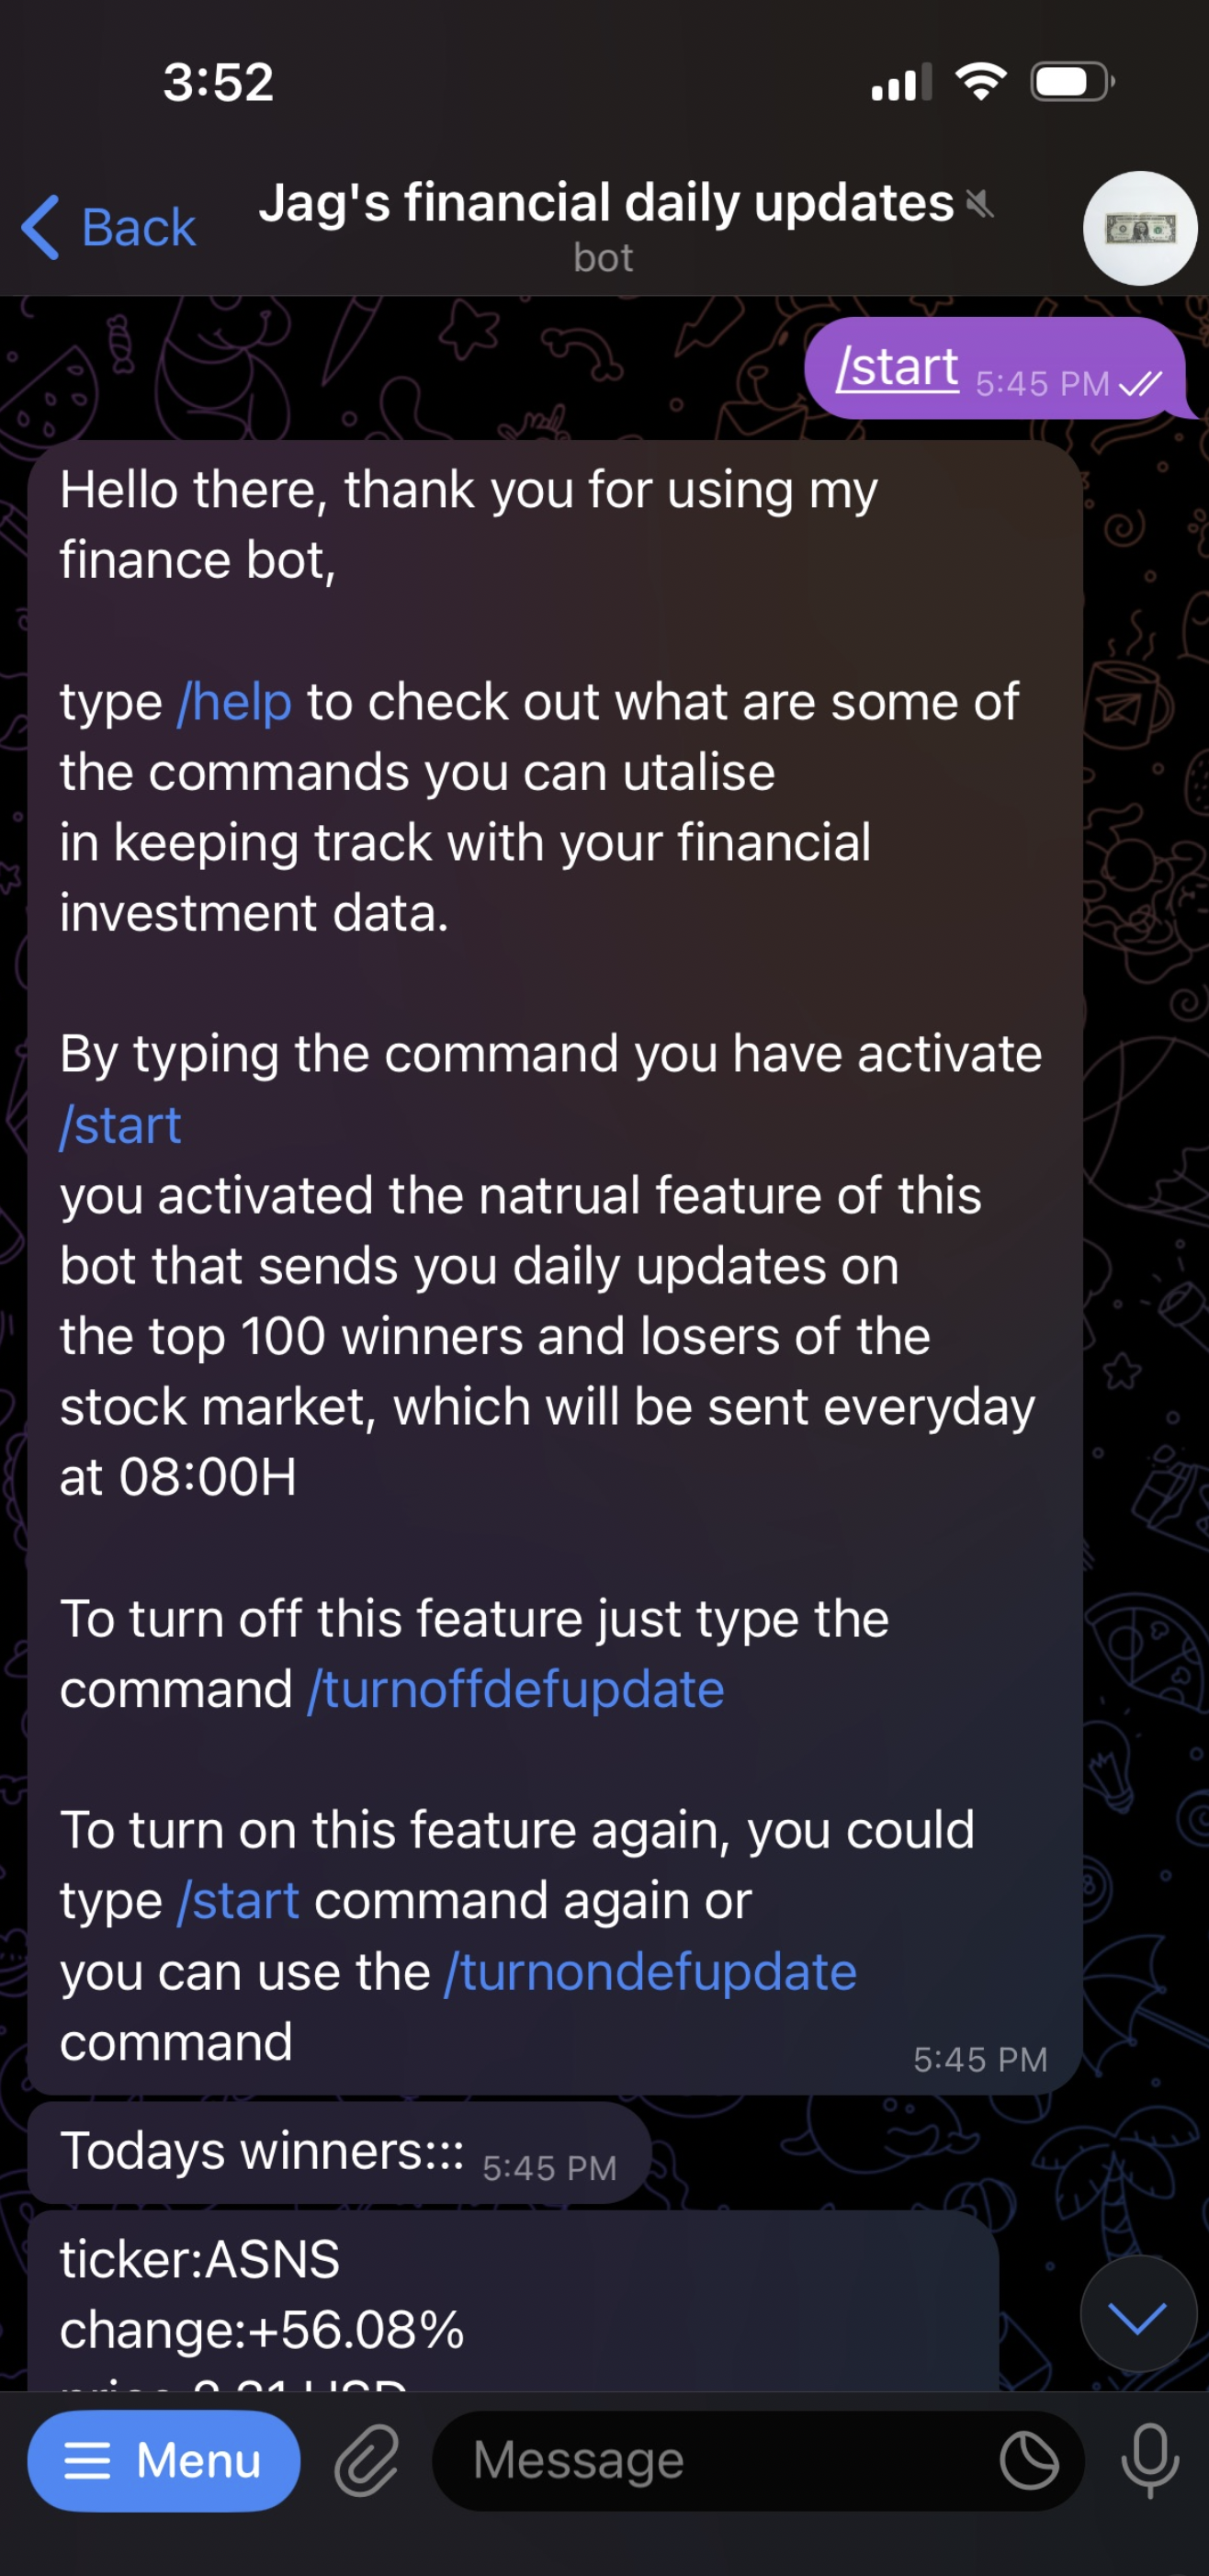 3:52
Back
Jag's financial daily updates
bot
/start 5:45 PM
Hello there, thank you for using my
finance bot,
type /help to check out what are some of
the commands you can utalise
in keeping track with your financial
investment data.
By typing the command you have activate
/start
you activated the natrual feature of this
bot that sends you daily updates on
the top 100 winners and losers of the
stock market, which will be sent everyday
at 08:00H
To turn off this feature just type the
command /turnoffdefupdate
To turn on this feature again, you could
type /start command again or
you can use the /turnondefupdate
command
5:45 PM
Todays winners::: 5:45 PM
ticker:ASNS
change:+56.08%
Menu
Message